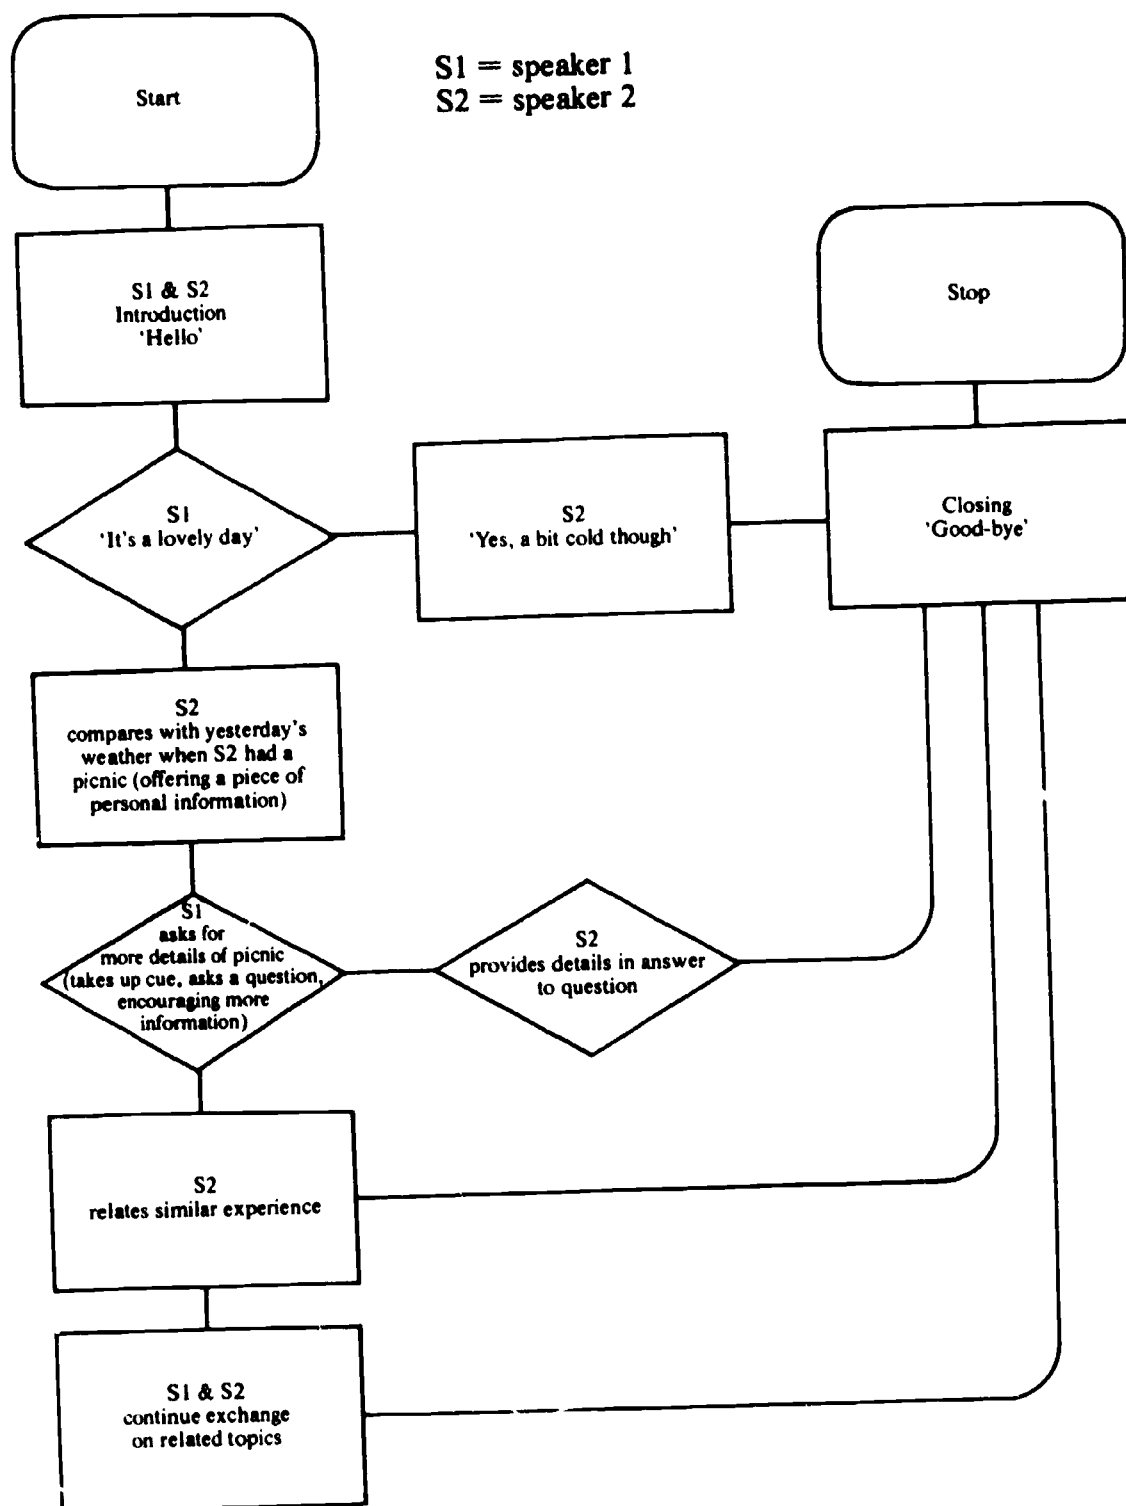 S1 = speaker 1
S2 = speaker 2
Start
S1 & S2
Introduction
'Hello'
Stop
S1
'It's a lovely day'
S2
'Yes, a bit cold though'
Closing
'Good-bye'
S2
compares with yesterday's
weather when S2 had a
picnic (offering a piece of
personal information)
S1
asks for
more details of picnic
(takes up cue, asks a question,
encouraging more
information)
S2
provides details in answer
to question
S2
relates similar experience
S1 & S2
continue exchange
on related topics